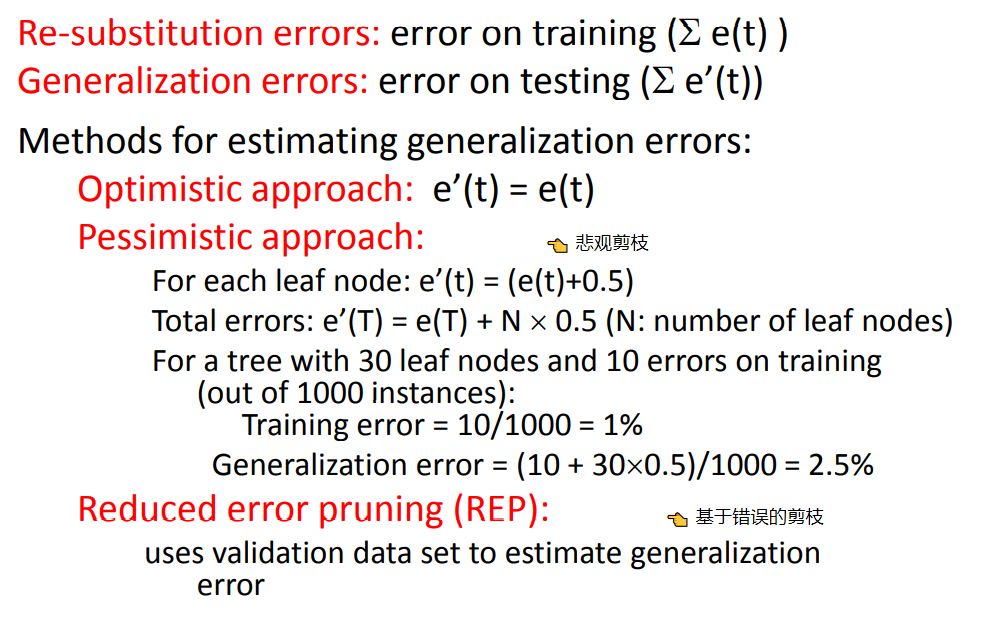 Re-substitution errors: error on training (Σ e(t) )
Generalization errors: error on testing (Σ e’(t))
Methods for estimating generalization errors:
Optimistic approach: e’(t) = e(t)
Pessimistic approach: 👈 悲观剪枝
For each leaf node: e’(t) = (e(t)+0.5)
Total errors: e’(T) = e(T) + N × 0.5 (N: number of leaf nodes)
For a tree with 30 leaf nodes and 10 errors on training
(out of 1000 instances):
Training error = 10/1000 = 1%
Generalization error = (10 + 30×0.5)/1000 = 2.5%
Reduced error pruning (REP): 👈 基于错误的剪枝
uses validation data set to estimate generalization
error